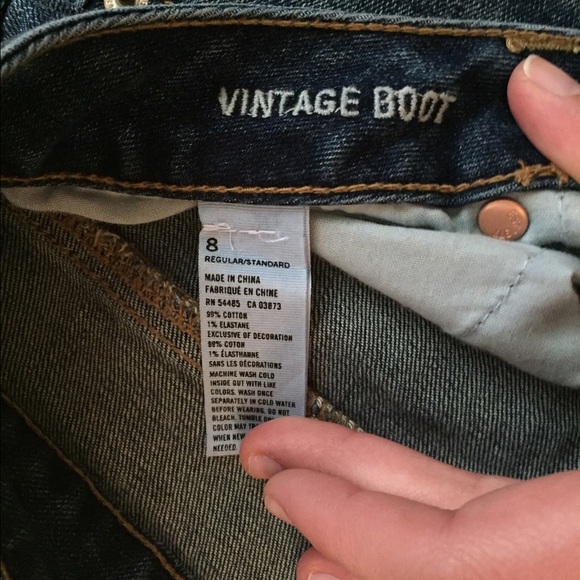 VINTAGE BOOT
8
REGULAR/STANDARD
MADE IN CHINA
FABRIQUÉ EN CHINE
RN 54485 CA 03873
99% COTTON
1% ELASTANE
EXCLUSIVE OF DECORATION
99% COTON
1% ÉLASTHANNE
SANS LES DÉCORATIONS
MACHINE WASH COLD
INSIDE OUT WITH LIKE
COLORS. WASH ONCE
SEPARATELY IN COLD WATER
BEFORE WEARING. DO NOT
BLEACH. TUMBLE
COLOR MAY
WHEN NEW
NEEDED.